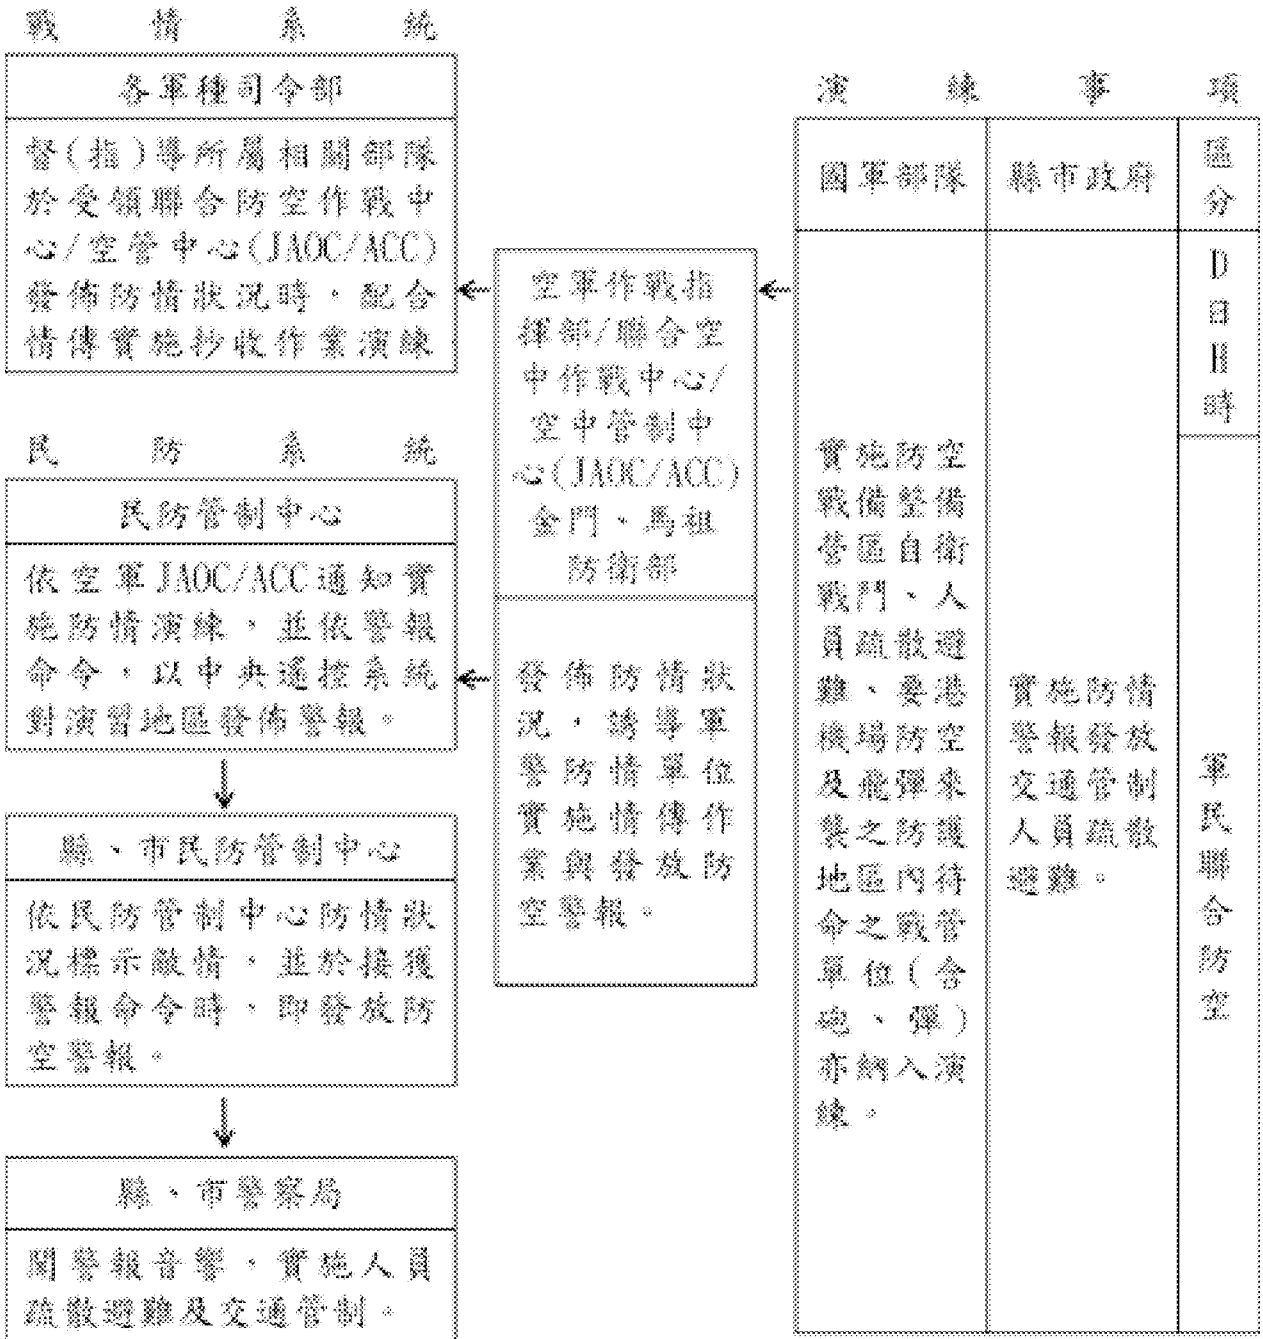 戰情系統
各軍種司令部
督(指)導所屬相關部隊
於受領聯合防空作戰中
心/空管中心(JAOC/ACC)
發佈防情狀況時，配合
情傳實施抄收作業演練
民防系統
民防管制中心
依空軍JAOC/ACC通知實
施防情演練，並依警報
命令，以中央遙控系統
對演習地區發佈警報。
縣、市民防管制中心
依民防管制中心防情狀
況標示敵情，並於接獲
警報命令時，即發放防
空警報。
縣、市警察局
聞警報音響，實施人員
疏散避難及交通管制。
空軍作戰指
揮部/聯合空
中作戰中心/
空中管制中
心(JAOC/ACC)
金門、馬祖
防衛部
發佈防情狀
況，誘導軍
警防情單位
實施情傳作
業與發放防
空警報。
演練事項
國軍部隊
縣市政府
區分
實施防空
戰備整備
營區自衛
戰鬥、人
員疏散避
難、要港
機場防空
及飛彈來
襲之防護
地區內待
命之戰管
單位(含
砲、彈)
亦納入演
練。
實施防情
警報發放
交通管制
人員疏散
避難。
D日H時
軍民聯合防空